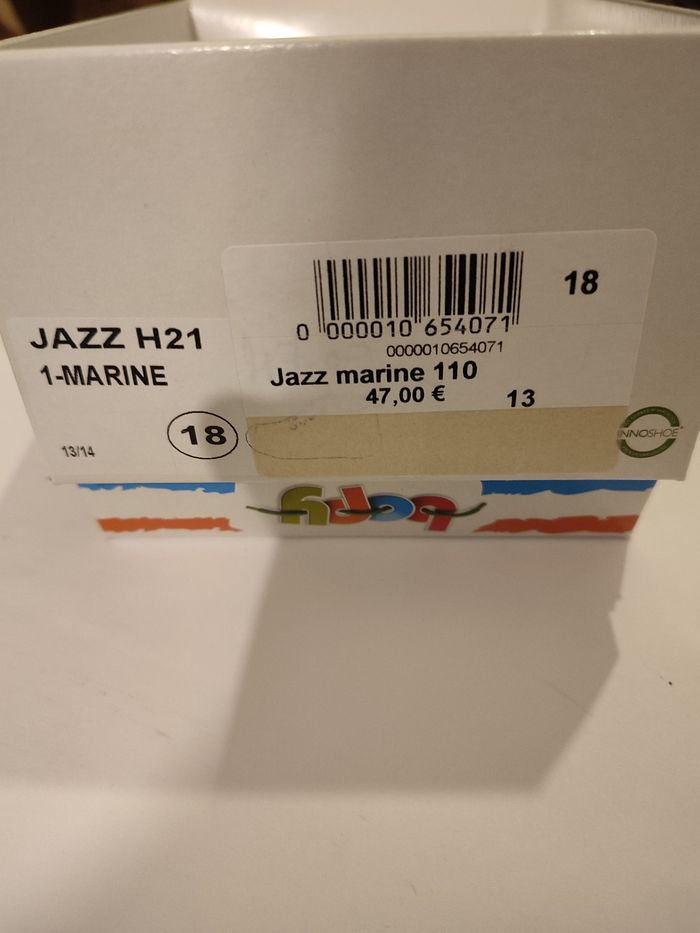 JAZZ H21
1-MARINE
13/14
18
18
0 000010 654071
0000010654071
Jazz marine 110
47,00 €
13
INNOSHOE
bopy